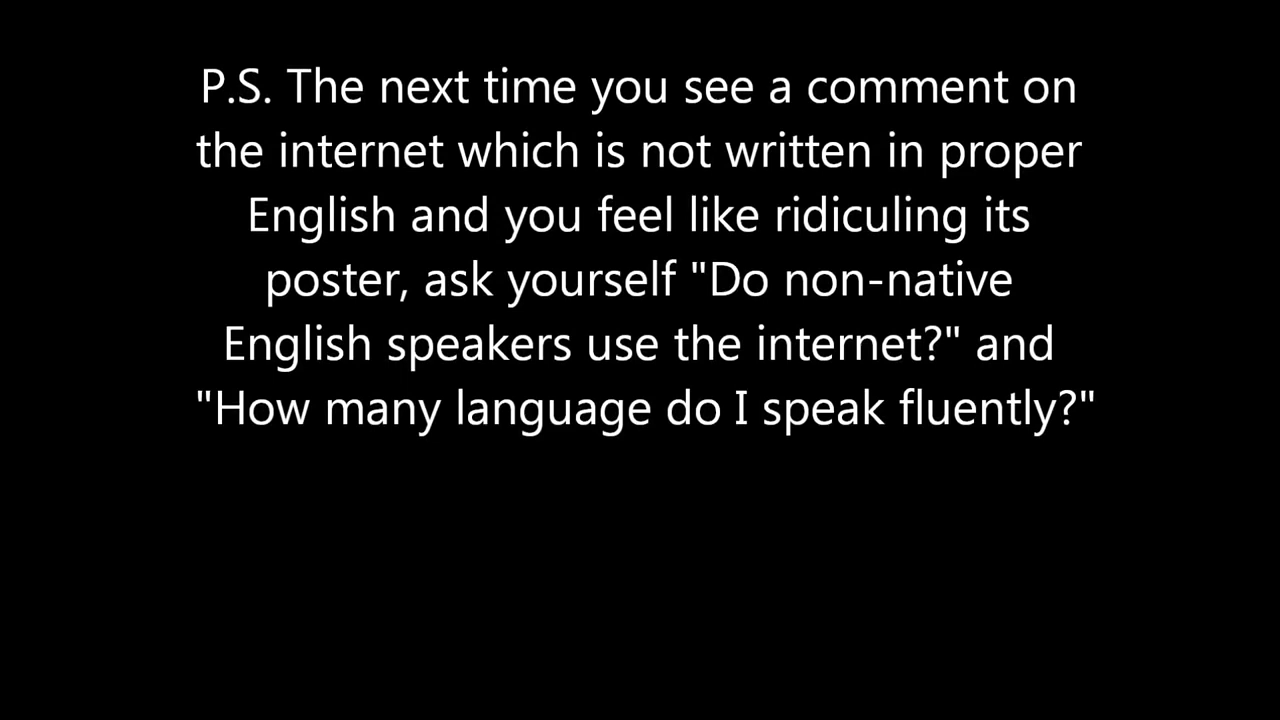 P.S. The next time you see a comment on
the internet which is not written in proper
English and you feel like ridiculing its
poster, ask yourself "Do non-native
English speakers use the internet?" and
"How many language do I speak fluently?"